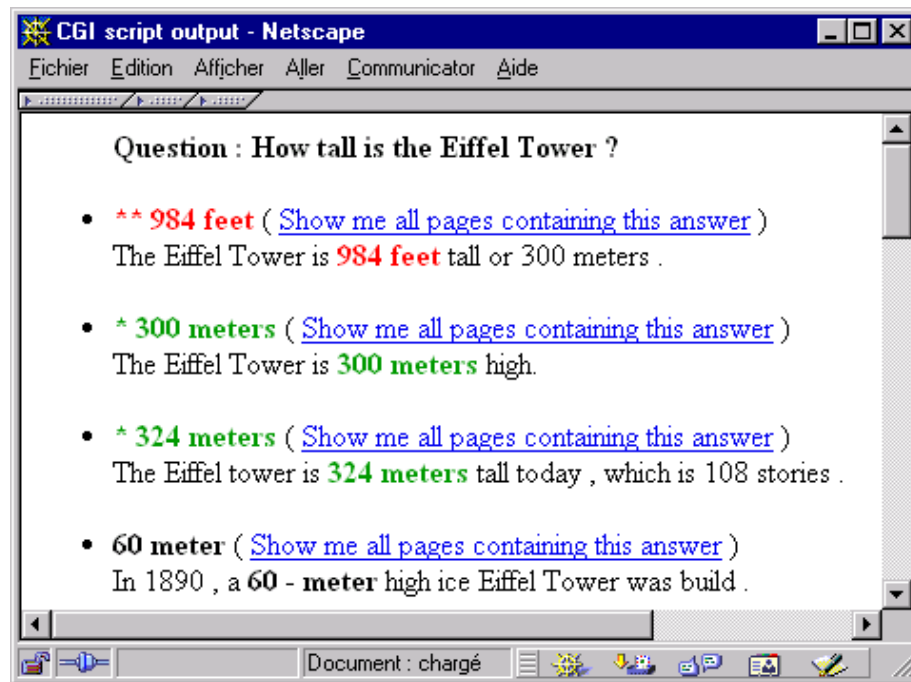 CGI script output - Netscape
Fichier Edition Afficher Aller Communicator Aide
Question : How tall is the Eiffel Tower ?
• ** 984 feet ( Show me all pages containing this answer )
The Eiffel Tower is 984 feet tall or 300 meters .
• * 300 meters ( Show me all pages containing this answer )
The Eiffel Tower is 300 meters high.
• * 324 meters ( Show me all pages containing this answer )
The Eiffel tower is 324 meters tall today , which is 108 stories .
• 60 meter ( Show me all pages containing this answer )
In 1890 , a 60 - meter high ice Eiffel Tower was build .
Document : chargé